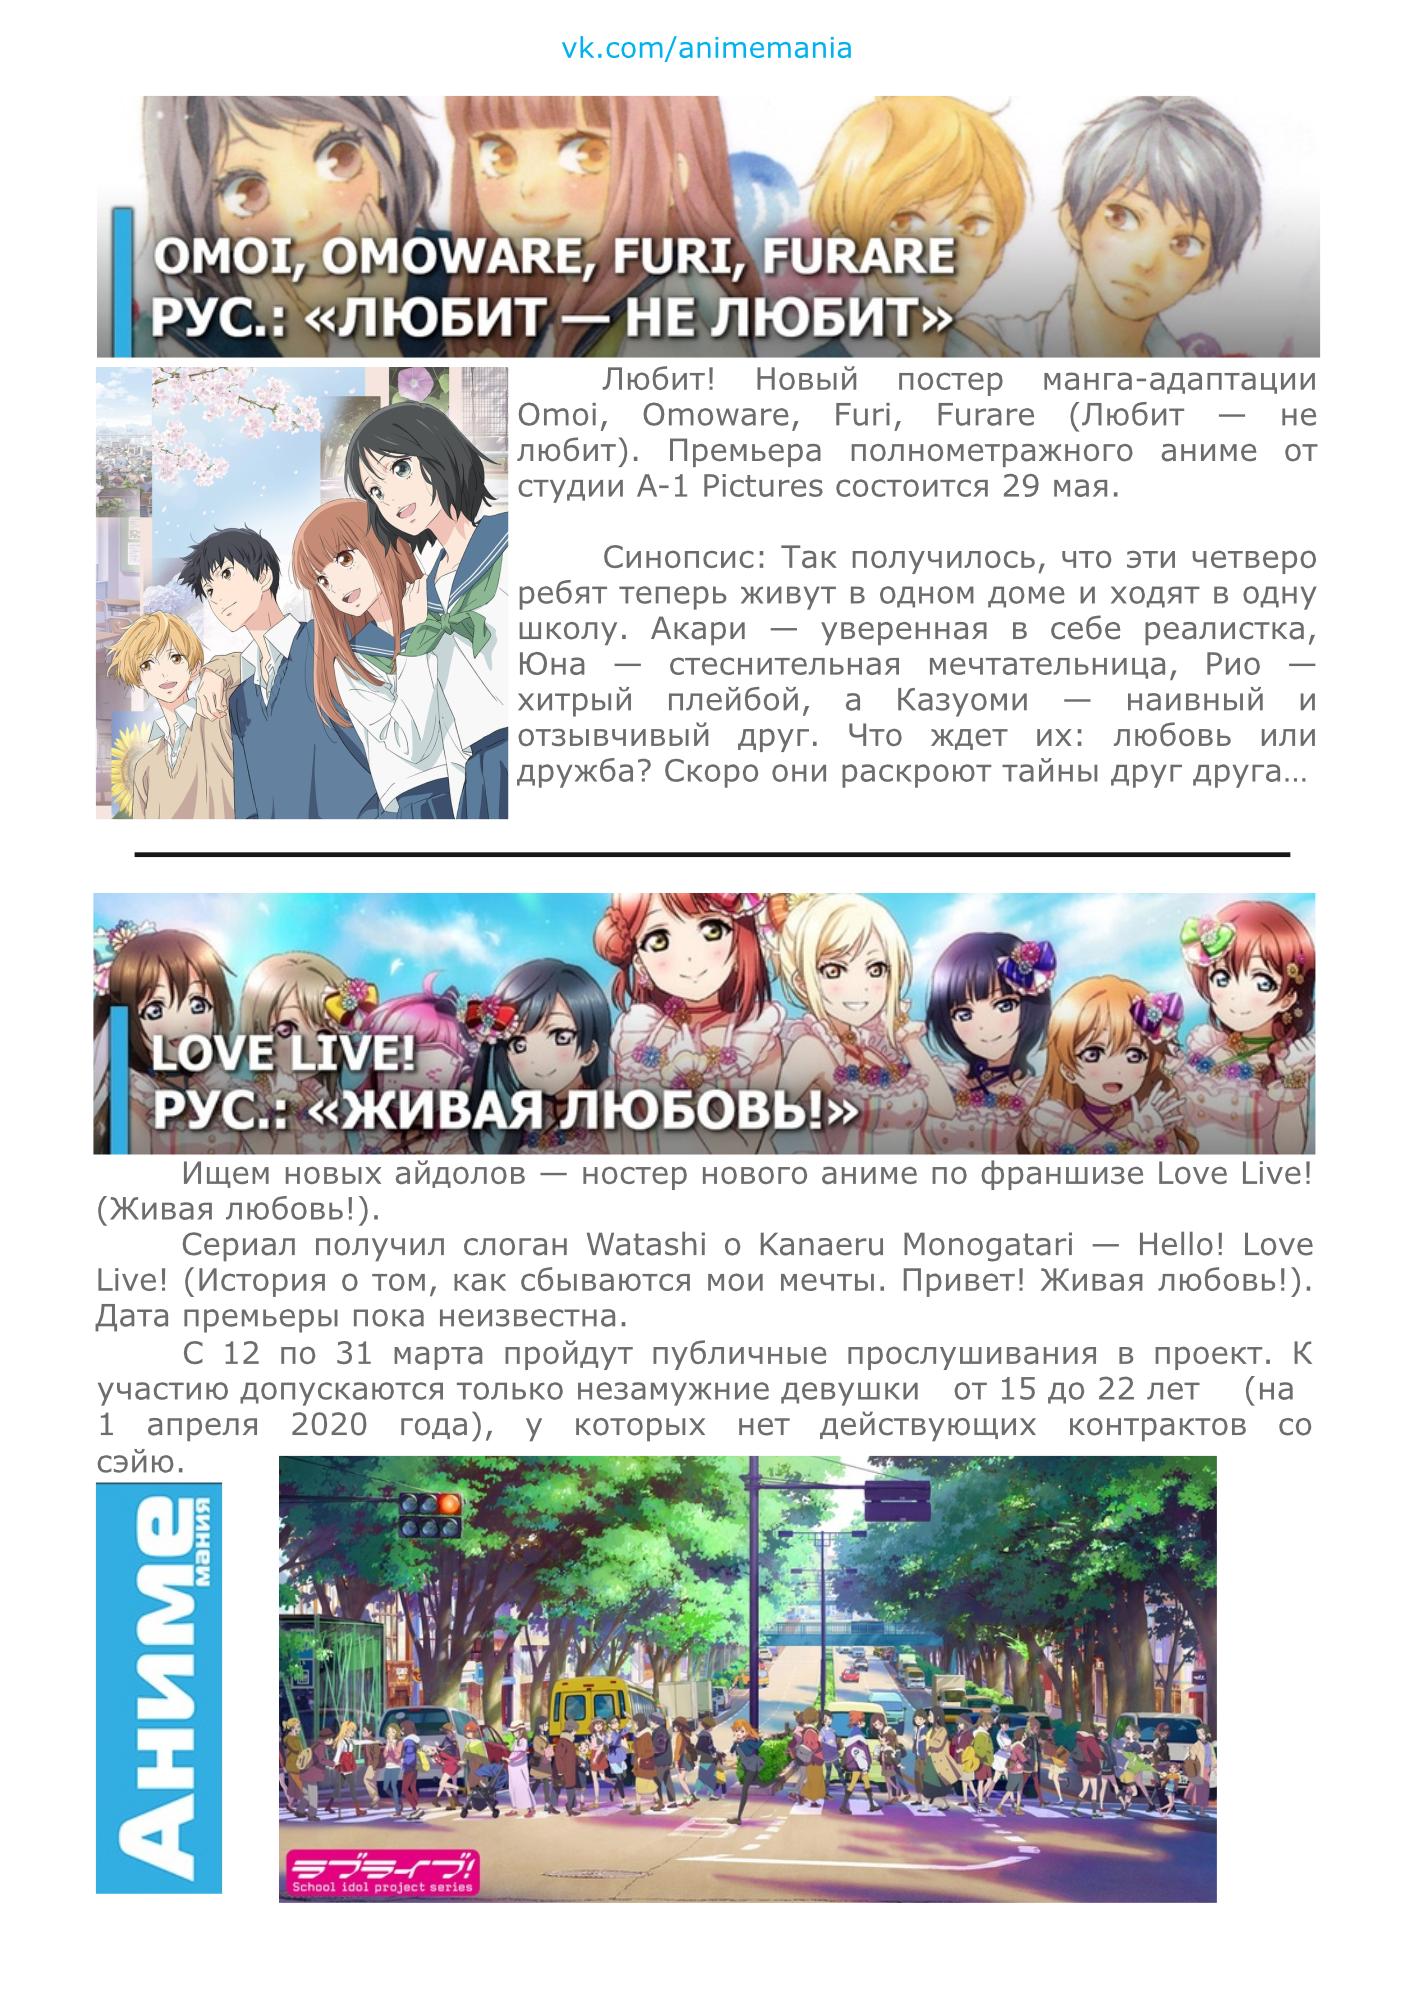 vk.com/animemania
OMOI, OMOWARE, FURI, FURARE
РУС.: «ЛЮБИТ — НЕ ЛЮБИТ»
Любит! Новый постер манга-адаптации
Omoi, Omoware, Furi, Furare (Любит — не
любит). Премьера полнометражного аниме от
студии A-1 Pictures состоится 29 мая.
Синопсис: Так получилось, что эти четверо
ребят теперь живут в одном доме и ходят в одну
школу. Акари — уверенная в себе реалистка,
Юна — стеснительная мечтательница, Рио —
хитрый плейбой, а Казуоми — наивный и
отзывчивый друг. Что ждет их: любовь или
дружба? Скоро они раскроют тайны друг друга…
LOVE LIVE!
РУС.: «ЖИВАЯ ЛЮБОВЬ!»
Ищем новых айдолов — ностер нового аниме по франшизе Love Live!
(Живая любовь!).
Сериал получил слоган Watashi o Kanaeru Monogatari — Hello! Love
Live! (История о том, как сбываются мои мечты. Привет! Живая любовь!).
Дата премьеры пока неизвестна.
С 12 по 31 марта пройдут публичные прослушивания в проект. К
участию допускаются только незамужние девушки от 15 до 22 лет (на
1 апреля 2020 года), у которых нет действующих контрактов со
сэйю.
Аниме
мания
ラブライブ!
School idol project series